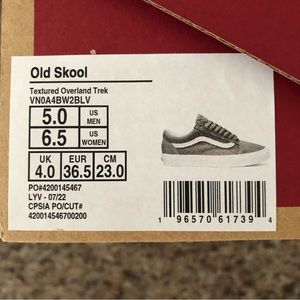 Old Skool
Textured Overland Trek
VN0A4BW2BLV
5.0 US MEN
6.5 US WOMEN
UK EUR CM
4.0 36.5 23.0
PO#4200145467
LYV - 07/22
CPSIA PO/CUT#
420014546700200
1 96570 61739 4